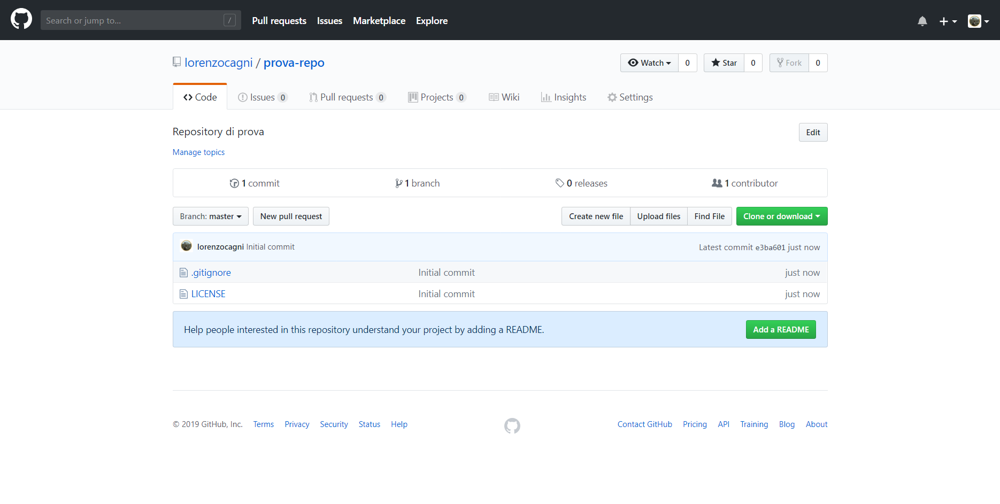 Search or jump to... / Pull requests Issues Marketplace Explore
lorenzocagni / prova-repo Watch 0 Star 0 Fork 0
Code Issues 0 Pull requests 0 Projects 0 Wiki Insights Settings
Repository di prova Edit
Manage topics
1 commit 1 branch 0 releases 1 contributor
Branch: master New pull request Create new file Upload files Find File Clone or download
lorenzocagni Initial commit Latest commit e3ba601 just now
.gitignore Initial commit just now
LICENSE Initial commit just now
Help people interested in this repository understand your project by adding a README. Add a README
© 2019 GitHub, Inc. Terms Privacy Security Status Help Contact GitHub Pricing API Training Blog About